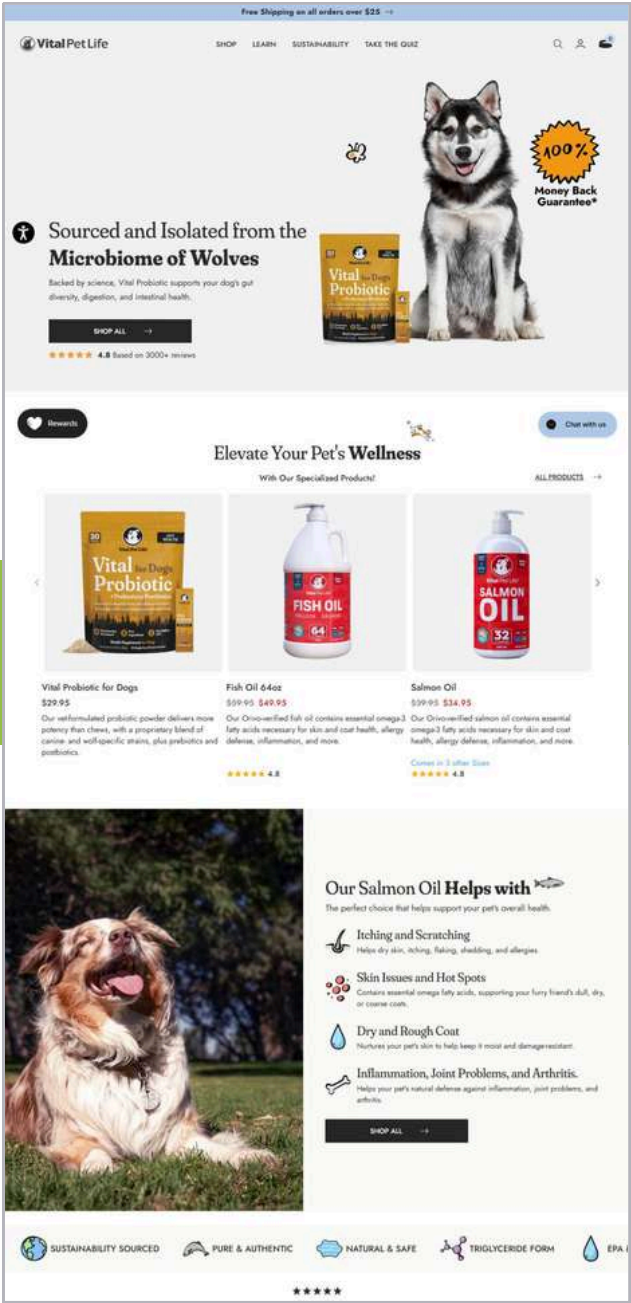 Free Shipping on all orders over $25 →
Vital Pet Life
SHOP LEARN SUSTAINABILITY TAKE THE QUIZ
100%
Money Back
Guarantee*
Sourced and Isolated from the
Microbiome of Wolves
Backed by science, Vital Probiotic supports your dog's gut
diversity, digestion, and intestinal health.
SHOP ALL →
4.8 Based on 3000+ reviews
Vital for Dogs
Probiotic
Rewards
Chat with us
Elevate Your Pet's Wellness
With Our Specialized Products!
ALL PRODUCTS →
30
Vital for Dogs
Probiotic
FISH OIL
64
SALMON
OIL
32
Vital Probiotic for Dogs
$29.95
Our vet-formulated probiotic powder delivers more
potency than chews, with a proprietary blend of
canine- and wolf-specific strains, plus prebiotics and
postbiotics.
Fish Oil 64oz
$59.95 $49.95
Our Orivo-verified fish oil contains essential omega-3
fatty acids necessary for skin and coat health, allergy
defense, inflammation, and more.
4.8
Salmon Oil
$39.95 $34.95
Our Orivo-verified salmon oil contains essential
omega-3 fatty acids necessary for skin and coat
health, allergy defense, inflammation, and more.
Comes in 3 other Sizes
4.8
Our Salmon Oil Helps with
The perfect choice that helps support your pet's overall health.
Itching and Scratching
Helps dry skin, itching, flaking, shedding, and allergies.
Skin Issues and Hot Spots
Contains essential omega fatty acids, supporting your furry friend's dull, dry,
or coarse coats.
Dry and Rough Coat
Nurtures your pet's skin to help keep it moist and damage-resistant.
Inflammation, Joint Problems, and Arthritis.
Helps your pet's natural defense against inflammation, joint problems, and
arthritis.
SHOP ALL →
SUSTAINABILITY SOURCED
PURE & AUTHENTIC
NATURAL & SAFE
TRIGLYCERIDE FORM
EPA